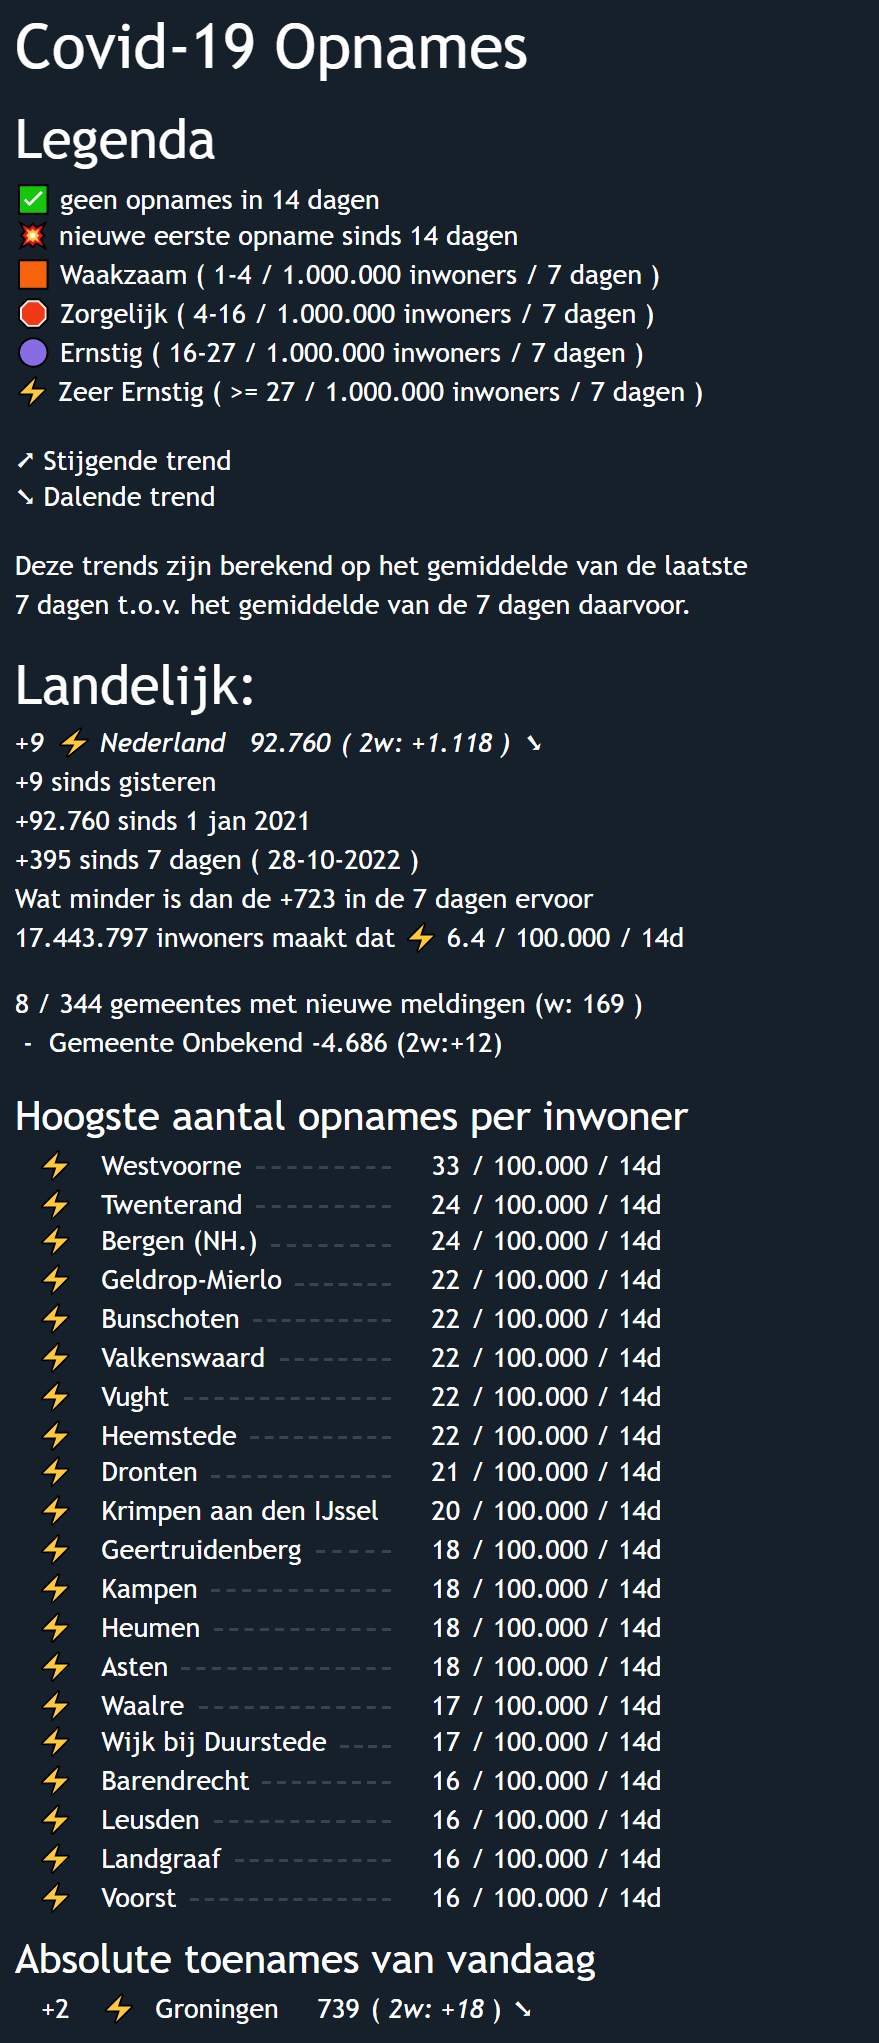 Covid-19 Opnames
Legenda
✅ geen opnames in 14 dagen
💥 nieuwe eerste opname sinds 14 dagen
🟧 Waakzaam ( 1-4 / 1.000.000 inwoners / 7 dagen )
🛑 Zorgelijk ( 4-16 / 1.000.000 inwoners / 7 dagen )
🟣 Ernstig ( 16-27 / 1.000.000 inwoners / 7 dagen )
⚡ Zeer Ernstig ( >= 27 / 1.000.000 inwoners / 7 dagen )
➚ Stijgende trend
➘ Dalende trend
Deze trends zijn berekend op het gemiddelde van de laatste
7 dagen t.o.v. het gemiddelde van de 7 dagen daarvoor.
Landelijk:
+9 ⚡ Nederland 92.760 ( 2w: +1.118 ) ➘
+9 sinds gisteren
+92.760 sinds 1 jan 2021
+395 sinds 7 dagen ( 28-10-2022 )
Wat minder is dan de +723 in de 7 dagen ervoor
17.443.797 inwoners maakt dat ⚡ 6.4 / 100.000 / 14d
8 / 344 gemeentes met nieuwe meldingen (w: 169 )
- Gemeente Onbekend -4.686 (2w:+12)
Hoogste aantal opnames per inwoner
⚡ Westvoorne ---------- 33 / 100.000 / 14d
⚡ Twenterand ---------- 24 / 100.000 / 14d
⚡ Bergen (NH.) --------- 24 / 100.000 / 14d
⚡ Geldrop-Mierlo ------- 22 / 100.000 / 14d
⚡ Bunschoten ---------- 22 / 100.000 / 14d
⚡ Valkenswaard -------- 22 / 100.000 / 14d
⚡ Vught --------------- 22 / 100.000 / 14d
⚡ Heemstede ---------- 22 / 100.000 / 14d
⚡ Dronten ------------- 21 / 100.000 / 14d
⚡ Krimpen aan den IJssel 20 / 100.000 / 14d
⚡ Geertruidenberg ----- 18 / 100.000 / 14d
⚡ Kampen ------------- 18 / 100.000 / 14d
⚡ Heumen ------------- 18 / 100.000 / 14d
⚡ Asten --------------- 18 / 100.000 / 14d
⚡ Waalre -------------- 17 / 100.000 / 14d
⚡ Wijk bij Duurstede ---- 17 / 100.000 / 14d
⚡ Barendrecht --------- 16 / 100.000 / 14d
⚡ Leusden ------------- 16 / 100.000 / 14d
⚡ Landgraaf ----------- 16 / 100.000 / 14d
⚡ Voorst -------------- 16 / 100.000 / 14d
Absolute toenames van vandaag
+2 ⚡ Groningen 739 ( 2w: +18 ) ➘